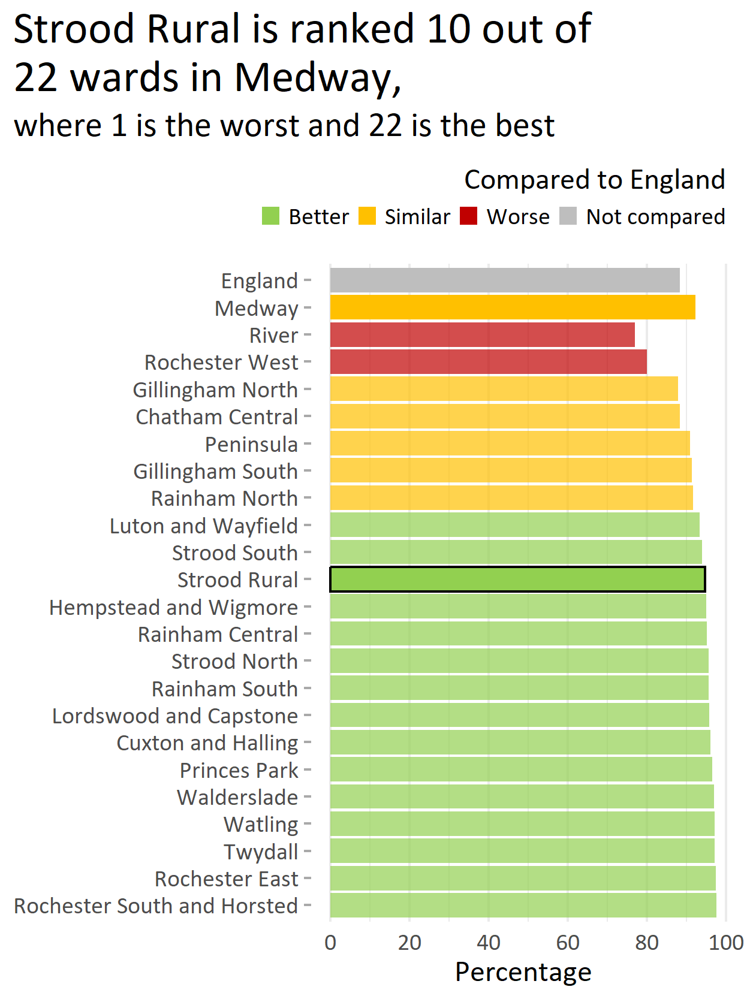 Strood Rural is ranked 10 out of
22 wards in Medway,
where 1 is the worst and 22 is the best
Compared to England
Better Similar Worse Not compared
England
Medway
River
Rochester West
Gillingham North
Chatham Central
Peninsula
Gillingham South
Rainham North
Luton and Wayfield
Strood South
Strood Rural
Hempstead and Wigmore
Rainham Central
Strood North
Rainham South
Lordswood and Capstone
Cuxton and Halling
Princes Park
Walderslade
Watling
Twydall
Rochester East
Rochester South and Horsted
0 20 40 60 80 100
Percentage